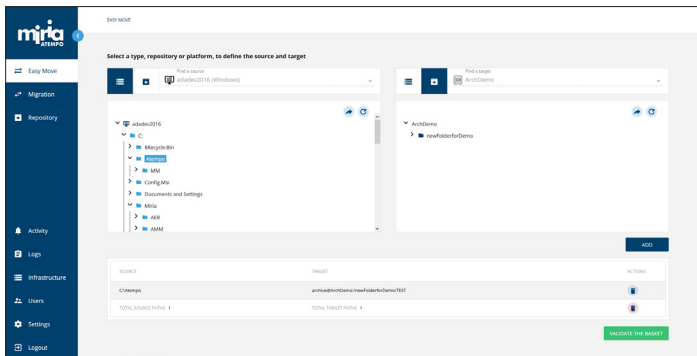 miria
ATEMPO
Easy Move
Migration
Repository
Activity
Logs
Infrastructure
Users
Settings
Logout
EASY MOVE
Select a type, repository or platform, to define the source and target
Find a source
adadev2016 (Windows)
Find a target
ArchDemo
adadev2016
C:
$Recycle.Bin
Atempo
MM
Config.Msi
Documents and Settings
Miria
AER
AMM
ArchDemo
newFolderforDemo
ADD
SOURCE TARGET ACTIONS
C:\Atempo archive@ArchDemo:/newFolderforDemo/TEST
TOTAL SOURCE PATHS 1 TOTAL TARGET PATHS 1
VALIDATE THE BASKET